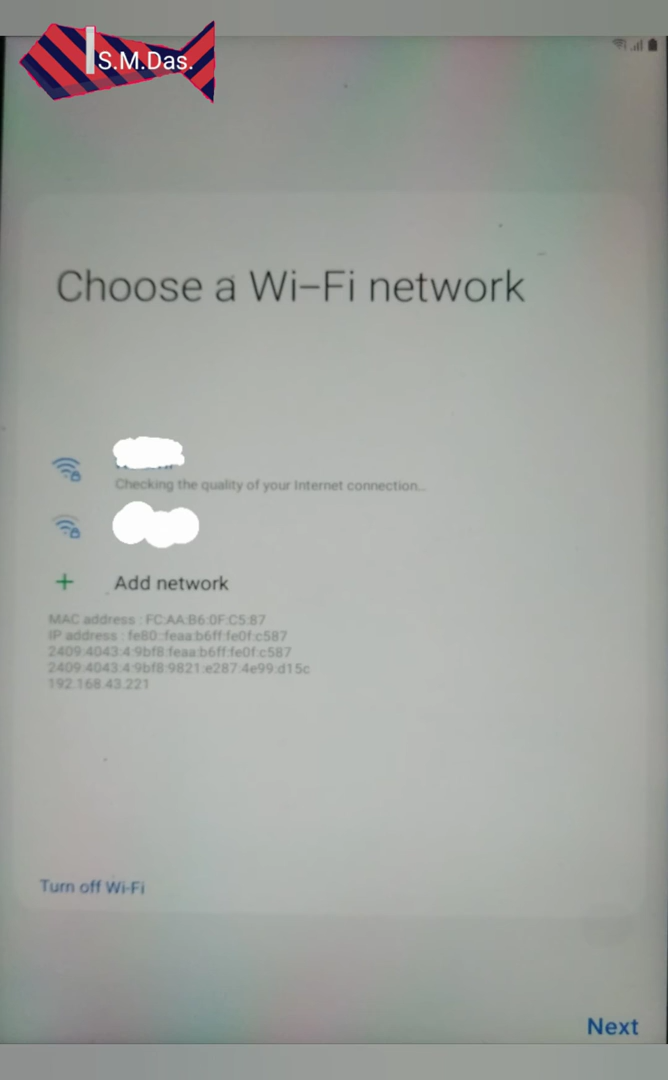 S.M.Das.
Choose a Wi-Fi network
Checking the quality of your Internet connection...
Add network
MAC address : FC:AA:B6:0F:C5:87
IP address : fe80::feaa:b6ff:fe0f:c587
2409:4043:4:9bf8:feaa:b6ff:fe0f:c587
2409:4043:4:9bf8:9821:e287:4e99:d15c
192.168.43.221
Turn off Wi-Fi
Next